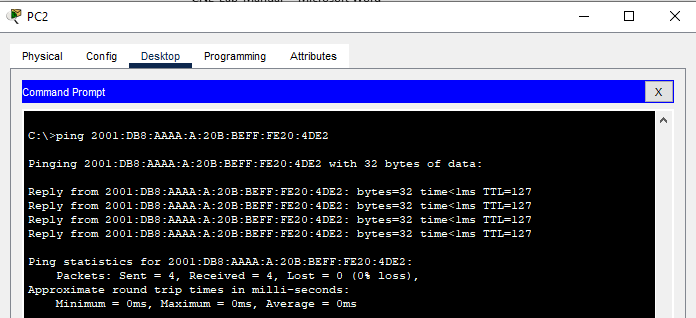 PC2
Physical Config Desktop Programming Attributes
Command Prompt
X
C:\>ping 2001:DB8:AAAA:A:20B:BEFF:FE20:4DE2
Pinging 2001:DB8:AAAA:A:20B:BEFF:FE20:4DE2 with 32 bytes of data:
Reply from 2001:DB8:AAAA:A:20B:BEFF:FE20:4DE2: bytes=32 time<1ms TTL=127
Reply from 2001:DB8:AAAA:A:20B:BEFF:FE20:4DE2: bytes=32 time<1ms TTL=127
Reply from 2001:DB8:AAAA:A:20B:BEFF:FE20:4DE2: bytes=32 time<1ms TTL=127
Reply from 2001:DB8:AAAA:A:20B:BEFF:FE20:4DE2: bytes=32 time<1ms TTL=127
Ping statistics for 2001:DB8:AAAA:A:20B:BEFF:FE20:4DE2:
Packets: Sent = 4, Received = 4, Lost = 0 (0% loss),
Approximate round trip times in milli-seconds:
Minimum = 0ms, Maximum = 0ms, Average = 0ms